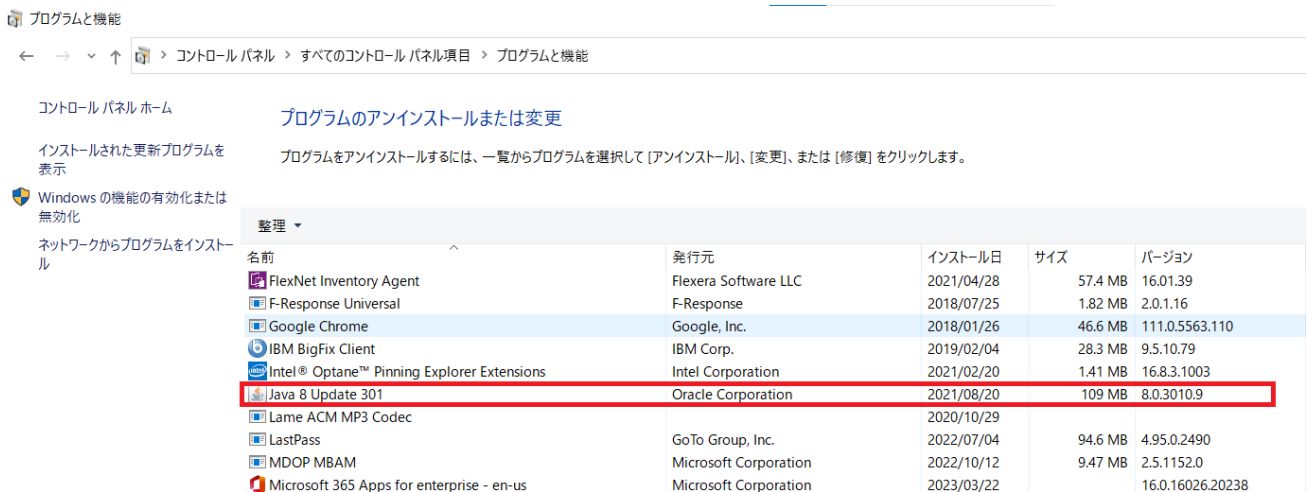 プログラムと機能
コントロール パネル > すべてのコントロール パネル項目 > プログラムと機能
コントロール パネル ホーム
インストールされた更新プログラムを
表示
Windows の機能の有効化または
無効化
ネットワークからプログラムをインストー
ル
プログラムのアンインストールまたは変更
プログラムをアンインストールするには、一覧からプログラムを選択して [アンインストール]、[変更]、または [修復] をクリックします。
整理
名前 発行元 インストール日 サイズ バージョン
FlexNet Inventory Agent Flexera Software LLC 2021/04/28 57.4 MB 16.01.39
F-Response Universal F-Response 2018/07/25 1.82 MB 2.0.1.16
Google Chrome Google, Inc. 2018/01/26 46.6 MB 111.0.5563.110
IBM BigFix Client IBM Corp. 2019/02/04 28.3 MB 9.5.10.79
Intel® Optane™ Pinning Explorer Extensions Intel Corporation 2021/02/20 1.41 MB 16.8.3.1003
Java 8 Update 301 Oracle Corporation 2021/08/20 109 MB 8.0.3010.9
Lame ACM MP3 Codec 2020/10/29
LastPass GoTo Group, Inc. 2022/07/04 94.6 MB 4.95.0.2490
MDOP MBAM Microsoft Corporation 2022/10/12 9.47 MB 2.5.1152.0
Microsoft 365 Apps for enterprise - en-us Microsoft Corporation 2023/03/22 16.0.16026.20238